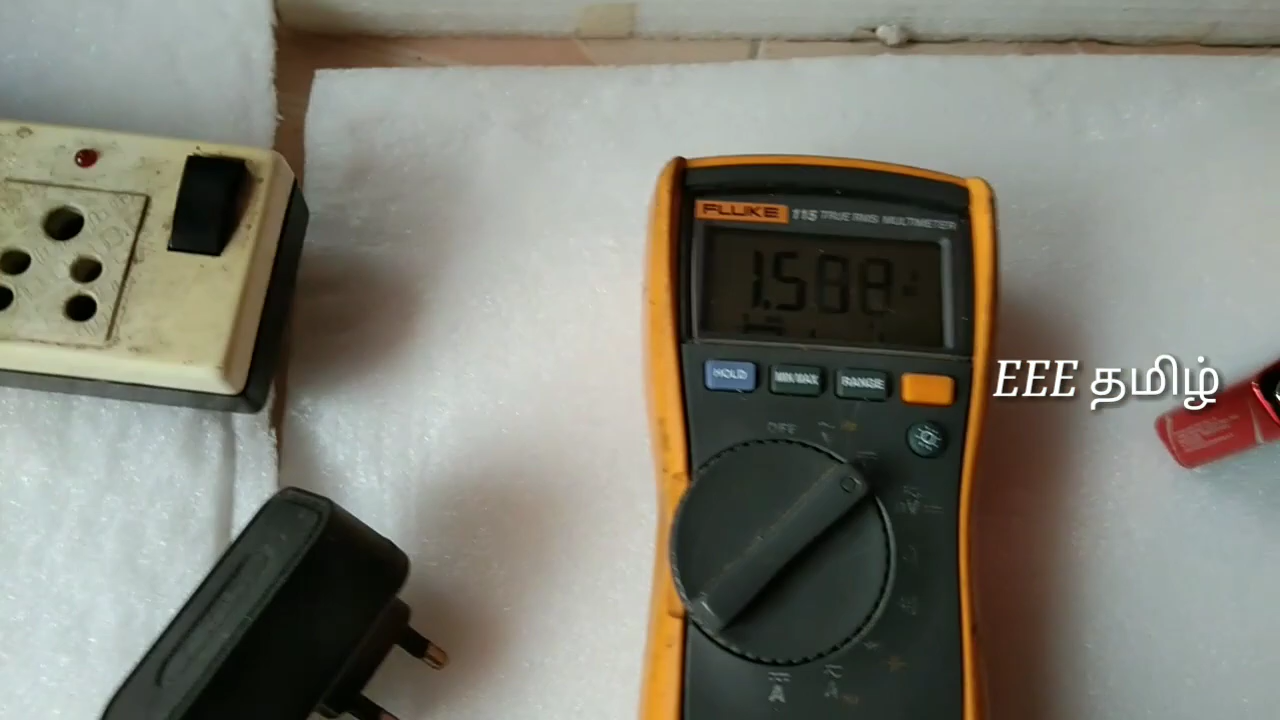 FLUKE 115 TRUE RMS MULTIMETER
1.588
HOLD MIN MAX RANGE
OFF
EEE தமிழ்
V
A
A